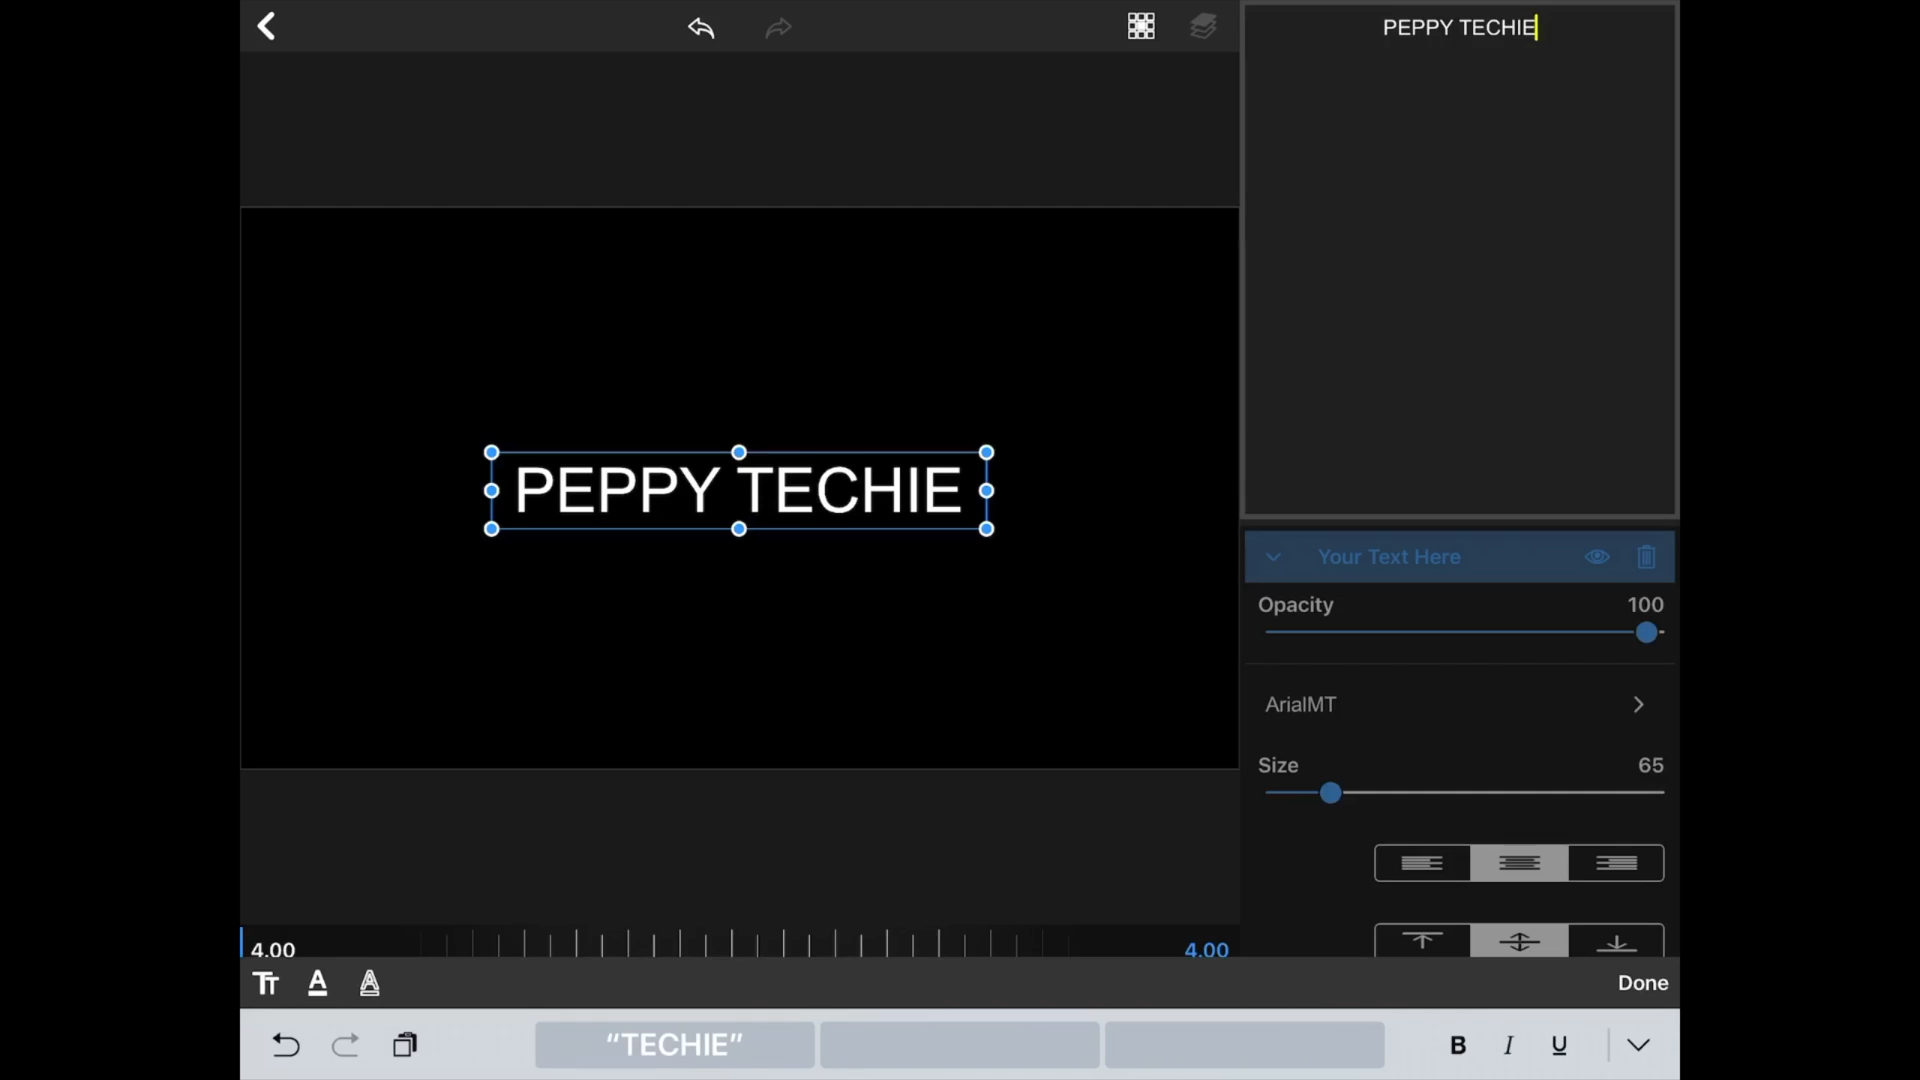 PEPPY TECHIE
PEPPY TECHIE
Your Text Here
Opacity 100
ArialMT
Size 65
4.00 4.00
Done
"TECHIE"
B I U